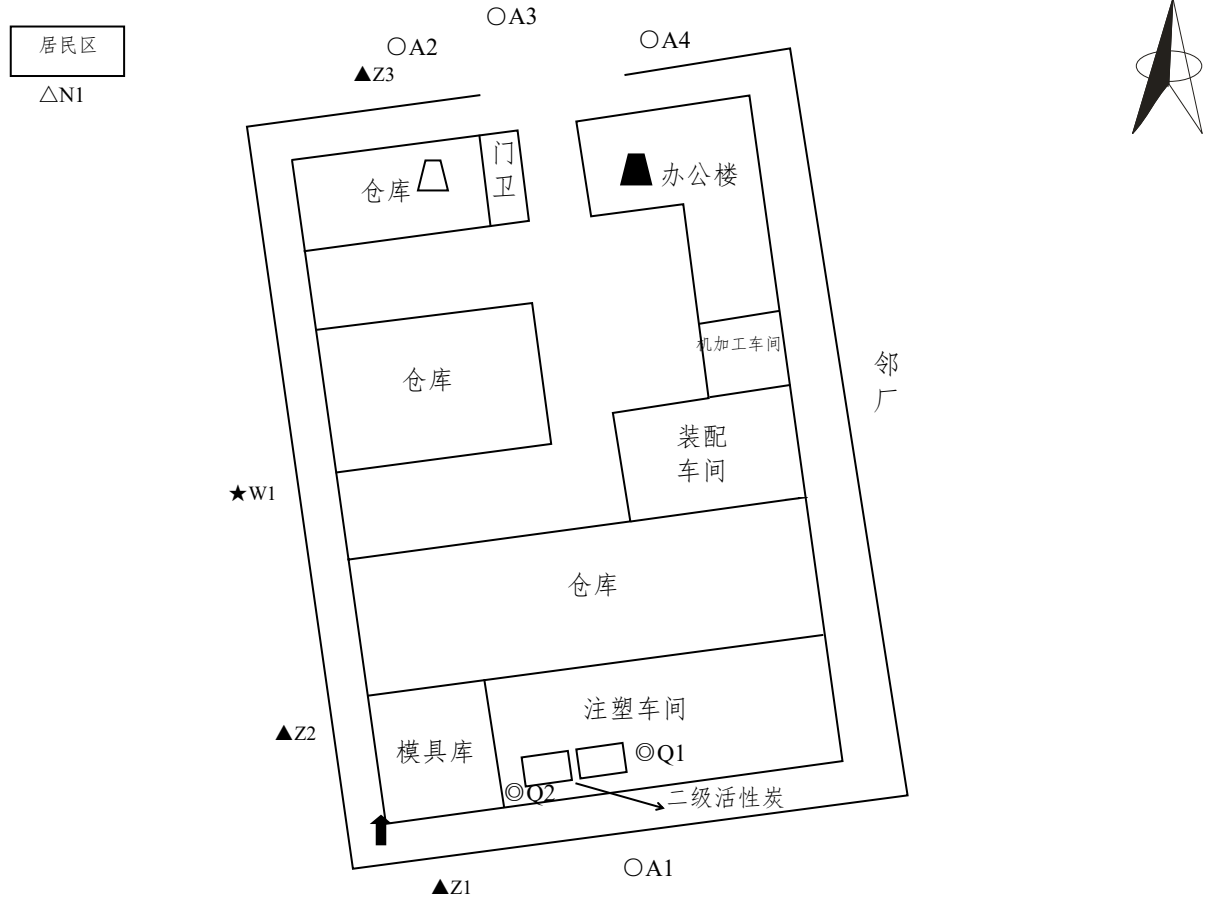 ○A3
居民区
○A2
○A4
▲Z3
△N1
门卫
仓库
办公楼
机加工车间
邻厂
仓库
装配
车间
★W1
仓库
注塑车间
▲Z2
模具库
◎Q1
◎Q2
二级活性炭
○A1
▲Z1